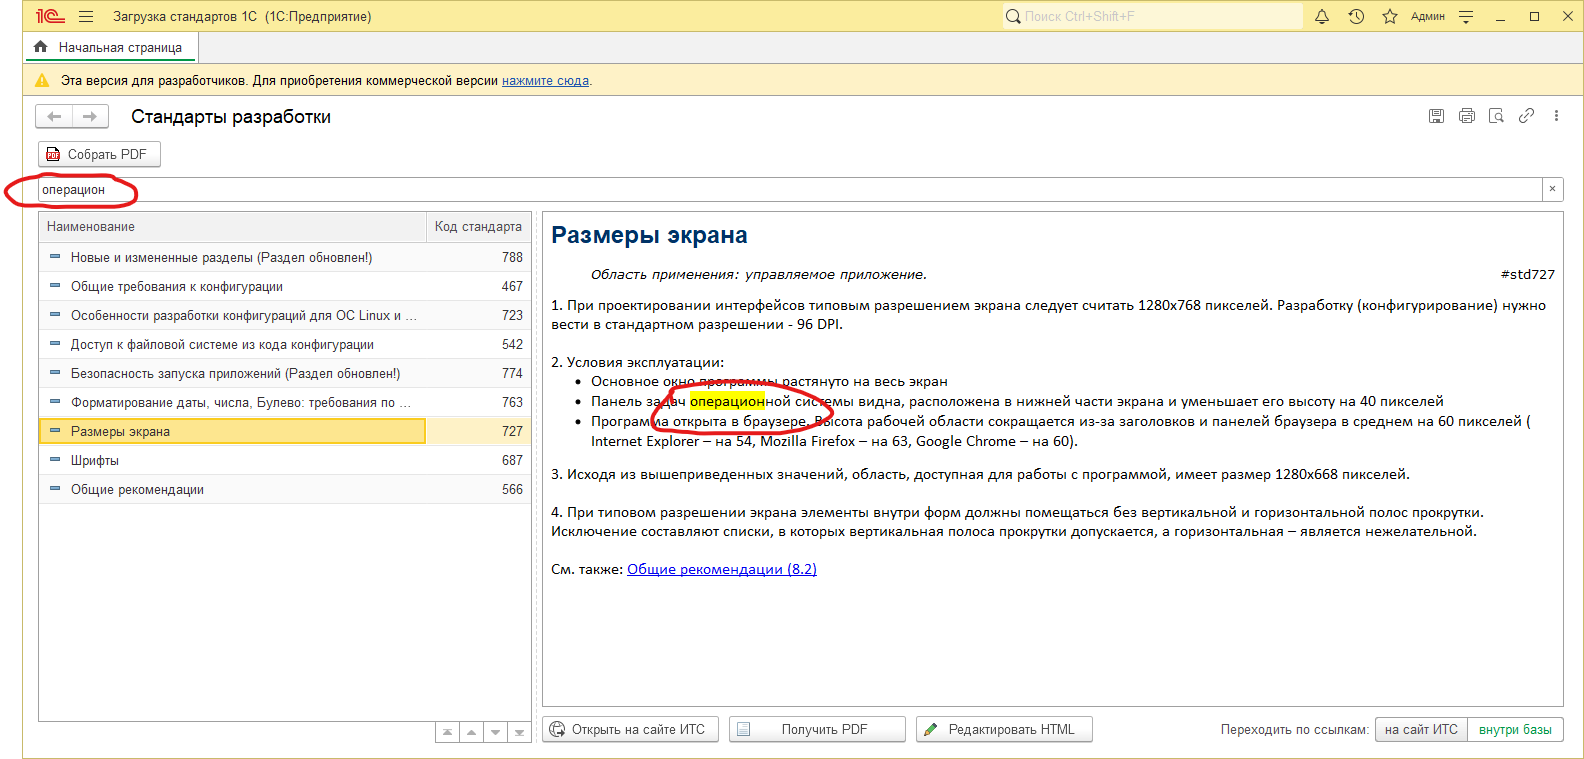 Загрузка стандартов 1С (1С:Предприятие)
Поиск Ctrl+Shift+F
Админ
Начальная страница
Эта версия для разработчиков. Для приобретения коммерческой версии нажмите сюда.
Стандарты разработки
Собрать PDF
операцион
Наименование Код стандарта
Новые и измененные разделы (Раздел обновлен!) 788
Общие требования к конфигурации 467
Особенности разработки конфигураций для ОС Linux и ... 723
Доступ к файловой системе из кода конфигурации 542
Безопасность запуска приложений (Раздел обновлен!) 774
Форматирование даты, числа, Булево: требования по ... 763
Размеры экрана 727
Шрифты 687
Общие рекомендации 566
Размеры экрана
Область применения: управляемое приложение. #std727
1. При проектировании интерфейсов типовым разрешением экрана следует считать 1280x768 пикселей. Разработку (конфигурирование) нужно
вести в стандартном разрешении - 96 DPI.
2. Условия эксплуатации:
• Основное окно программы растянуто на весь экран
• Панель задач операционной системы видна, расположена в нижней части экрана и уменьшает его высоту на 40 пикселей
• Программа открыта в браузере. Высота рабочей области сокращается из-за заголовков и панелей браузера в среднем на 60 пикселей (
Internet Explorer – на 54, Mozilla Firefox – на 63, Google Chrome – на 60).
3. Исходя из вышеприведенных значений, область, доступная для работы с программой, имеет размер 1280x668 пикселей.
4. При типовом разрешении экрана элементы внутри форм должны помещаться без вертикальной и горизонтальной полос прокрутки.
Исключение составляют списки, в которых вертикальная полоса прокрутки допускается, а горизонтальная – является нежелательной.
См. также: Общие рекомендации (8.2)
Открыть на сайте ИТС
Получить PDF
Редактировать HTML
Переходить по ссылкам: на сайт ИТС внутри базы